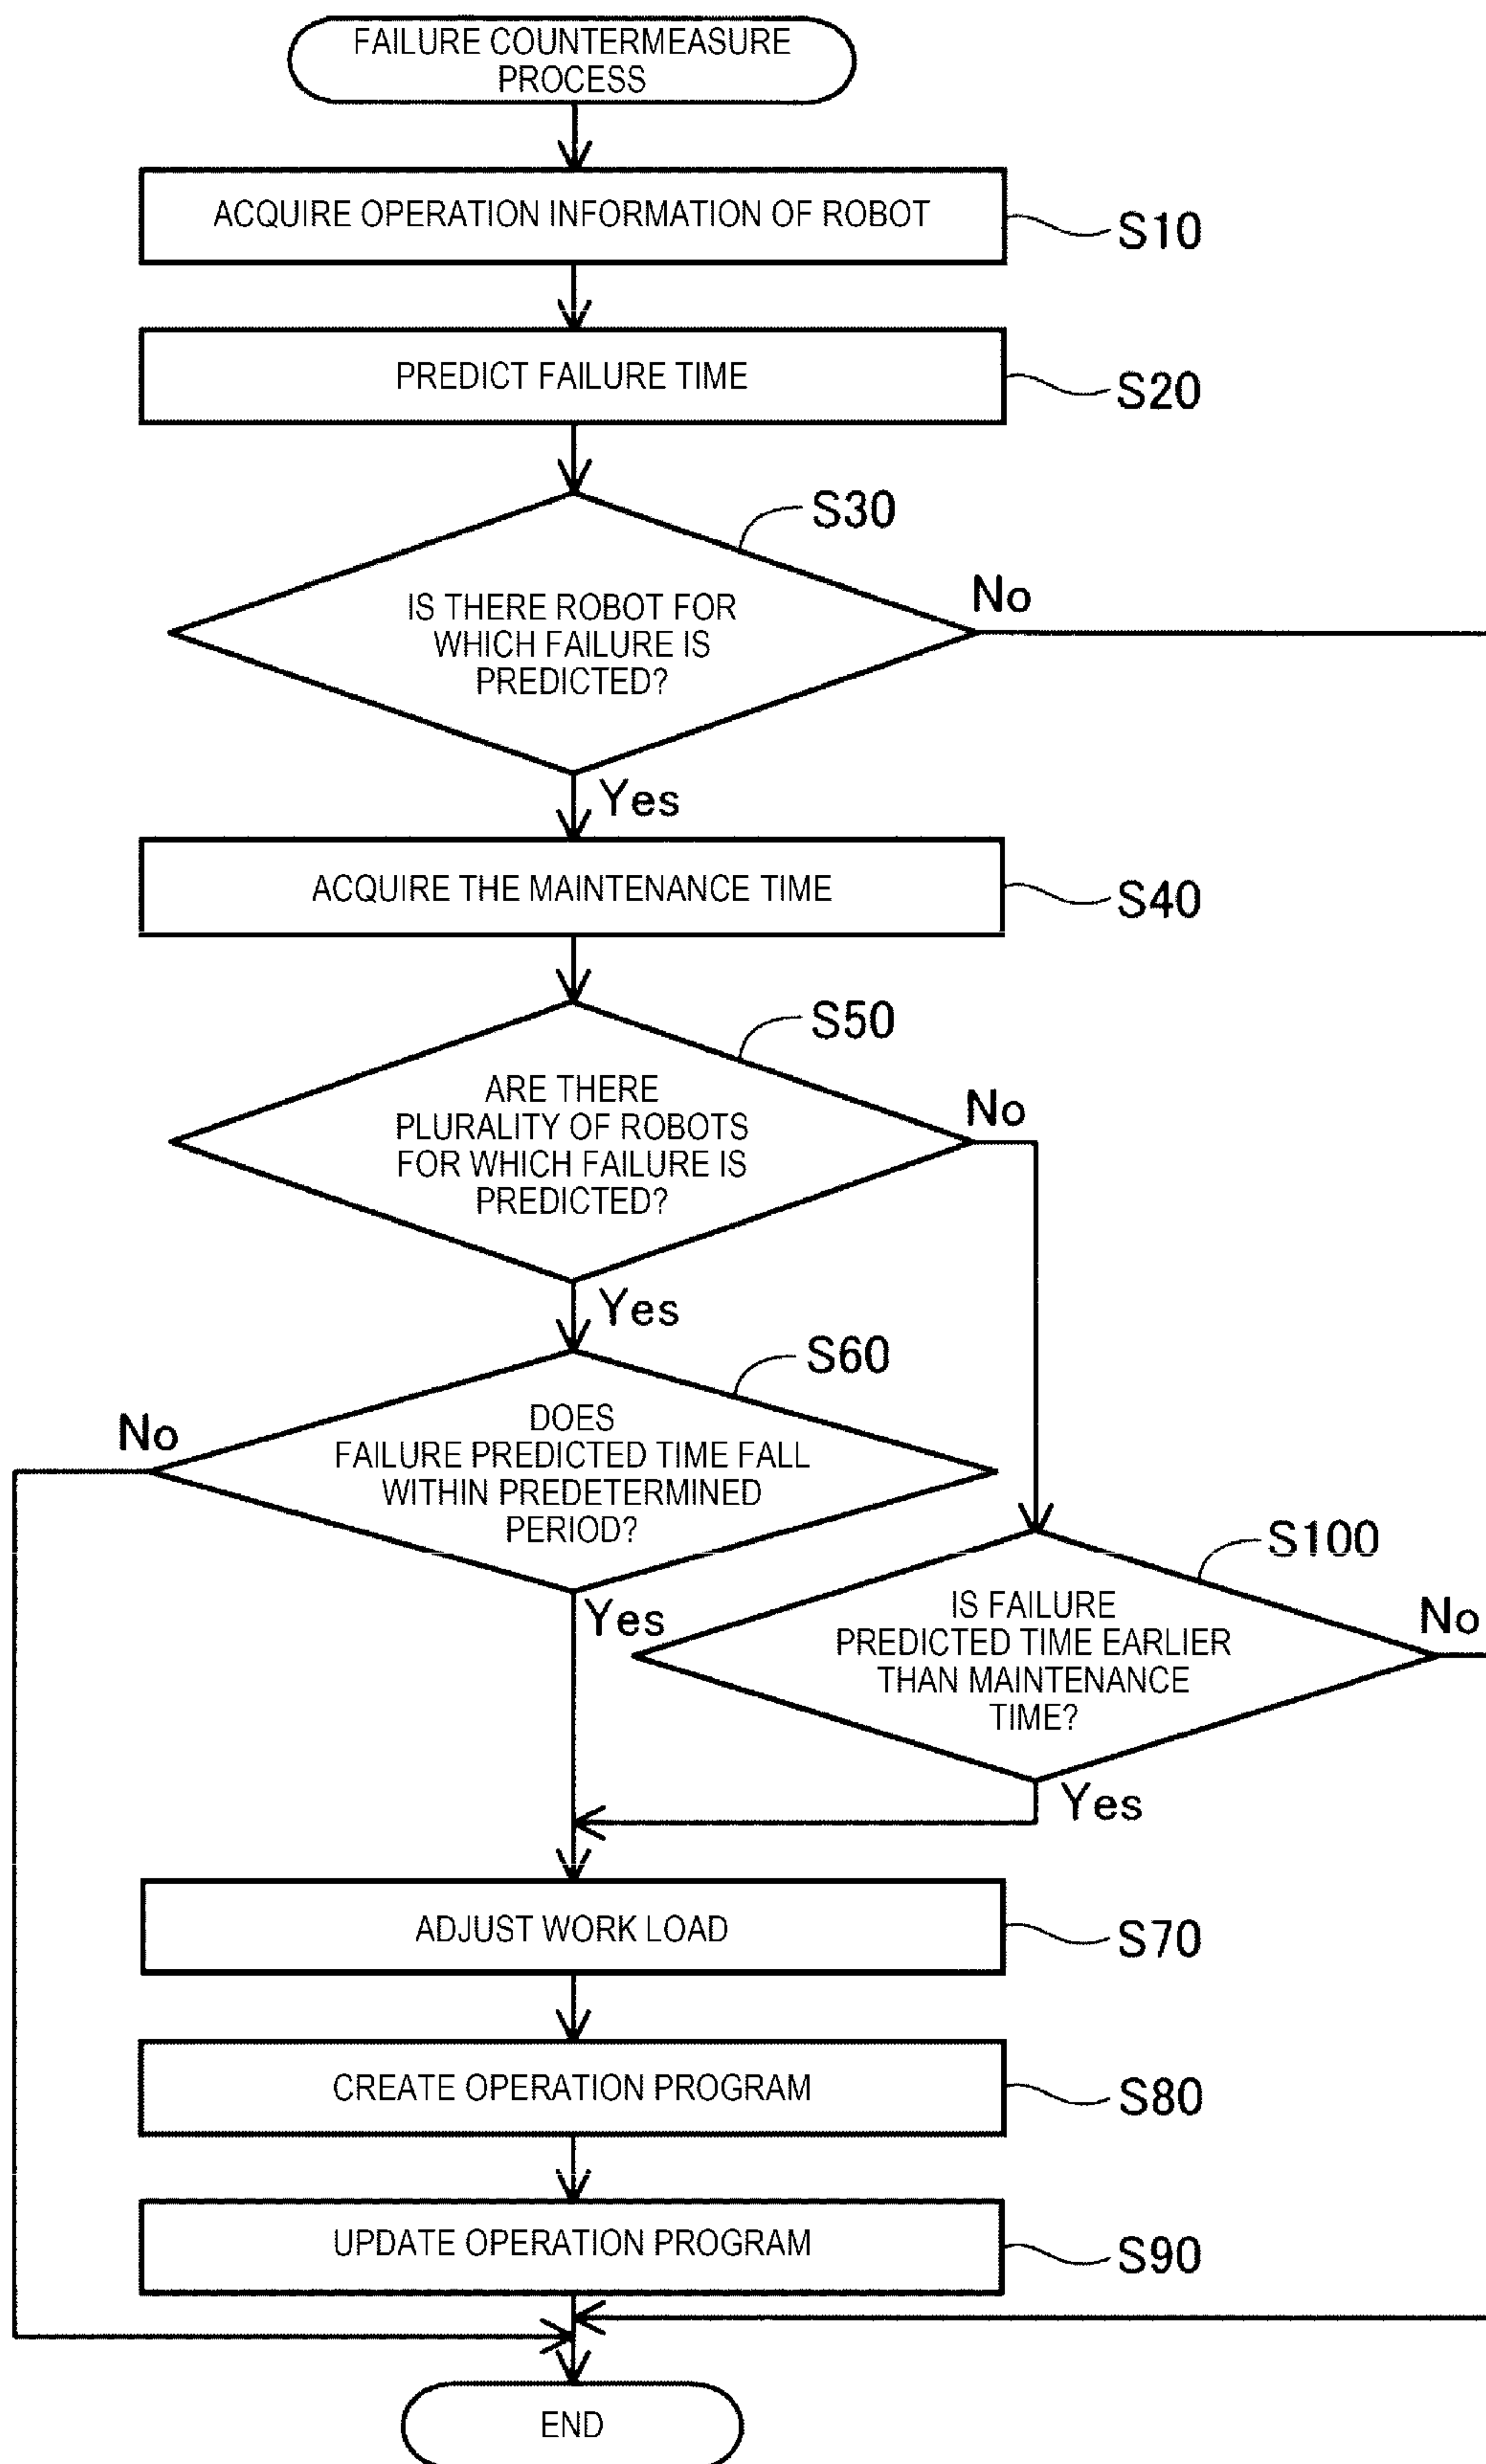 FAILURE COUNTERMEASURE
PROCESS
ACQUIRE OPERATION INFORMATION OF ROBOT
S10
PREDICT FAILURE TIME
S20
S30
IS THERE ROBOT FOR
WHICH FAILURE IS
PREDICTED?
No
Yes
ACQUIRE THE MAINTENANCE TIME
S40
S50
ARE THERE
PLURALITY OF ROBOTS
FOR WHICH FAILURE IS
PREDICTED?
No
Yes
S60
DOES
FAILURE PREDICTED TIME FALL
WITHIN PREDETERMINED
PERIOD?
No
Yes
S100
IS FAILURE
PREDICTED TIME EARLIER
THAN MAINTENANCE
TIME?
No
Yes
ADJUST WORK LOAD
S70
CREATE OPERATION PROGRAM
S80
UPDATE OPERATION PROGRAM
S90
END